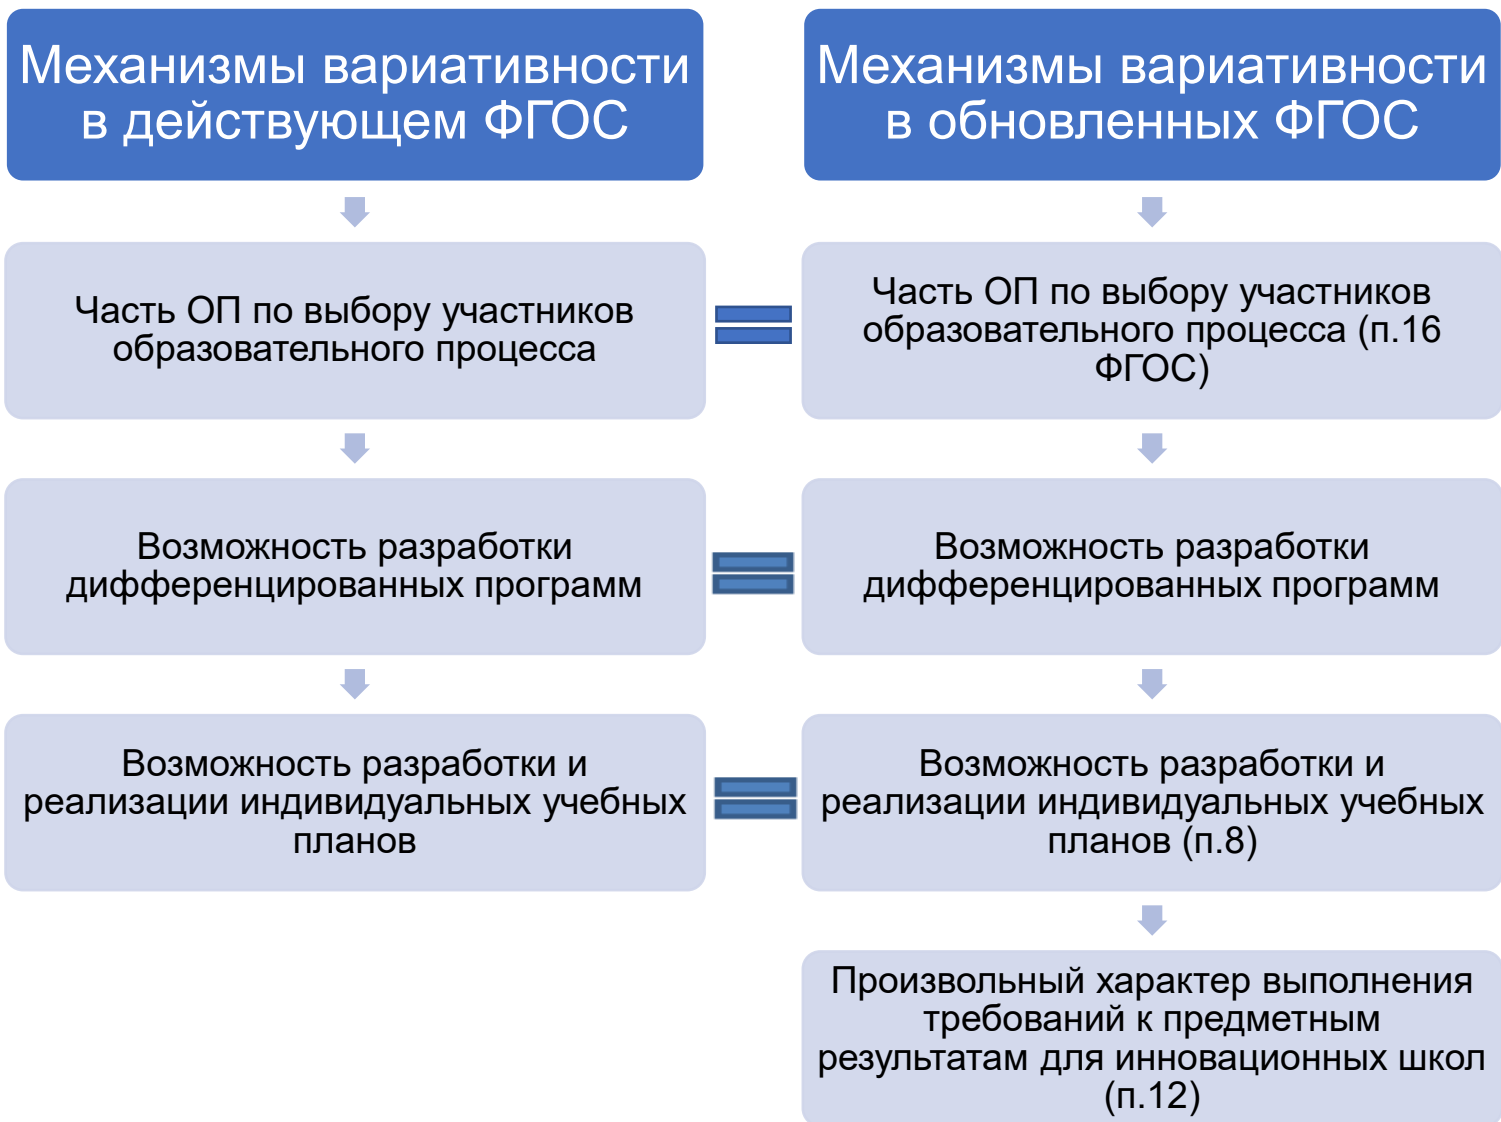 Механизмы вариативности
в действующем ФГОС
Часть ОП по выбору участников
образовательного процесса
Возможность разработки
дифференцированных программ
Возможность разработки и
реализации индивидуальных учебных
планов
Механизмы вариативности
в обновленных ФГОС
Часть ОП по выбору участников
образовательного процесса (п.16
ФГОС)
Возможность разработки
дифференцированных программ
Возможность разработки и
реализации индивидуальных учебных
планов (п.8)
Произвольный характер выполнения
требований к предметным
результатам для инновационных школ
(п.12)